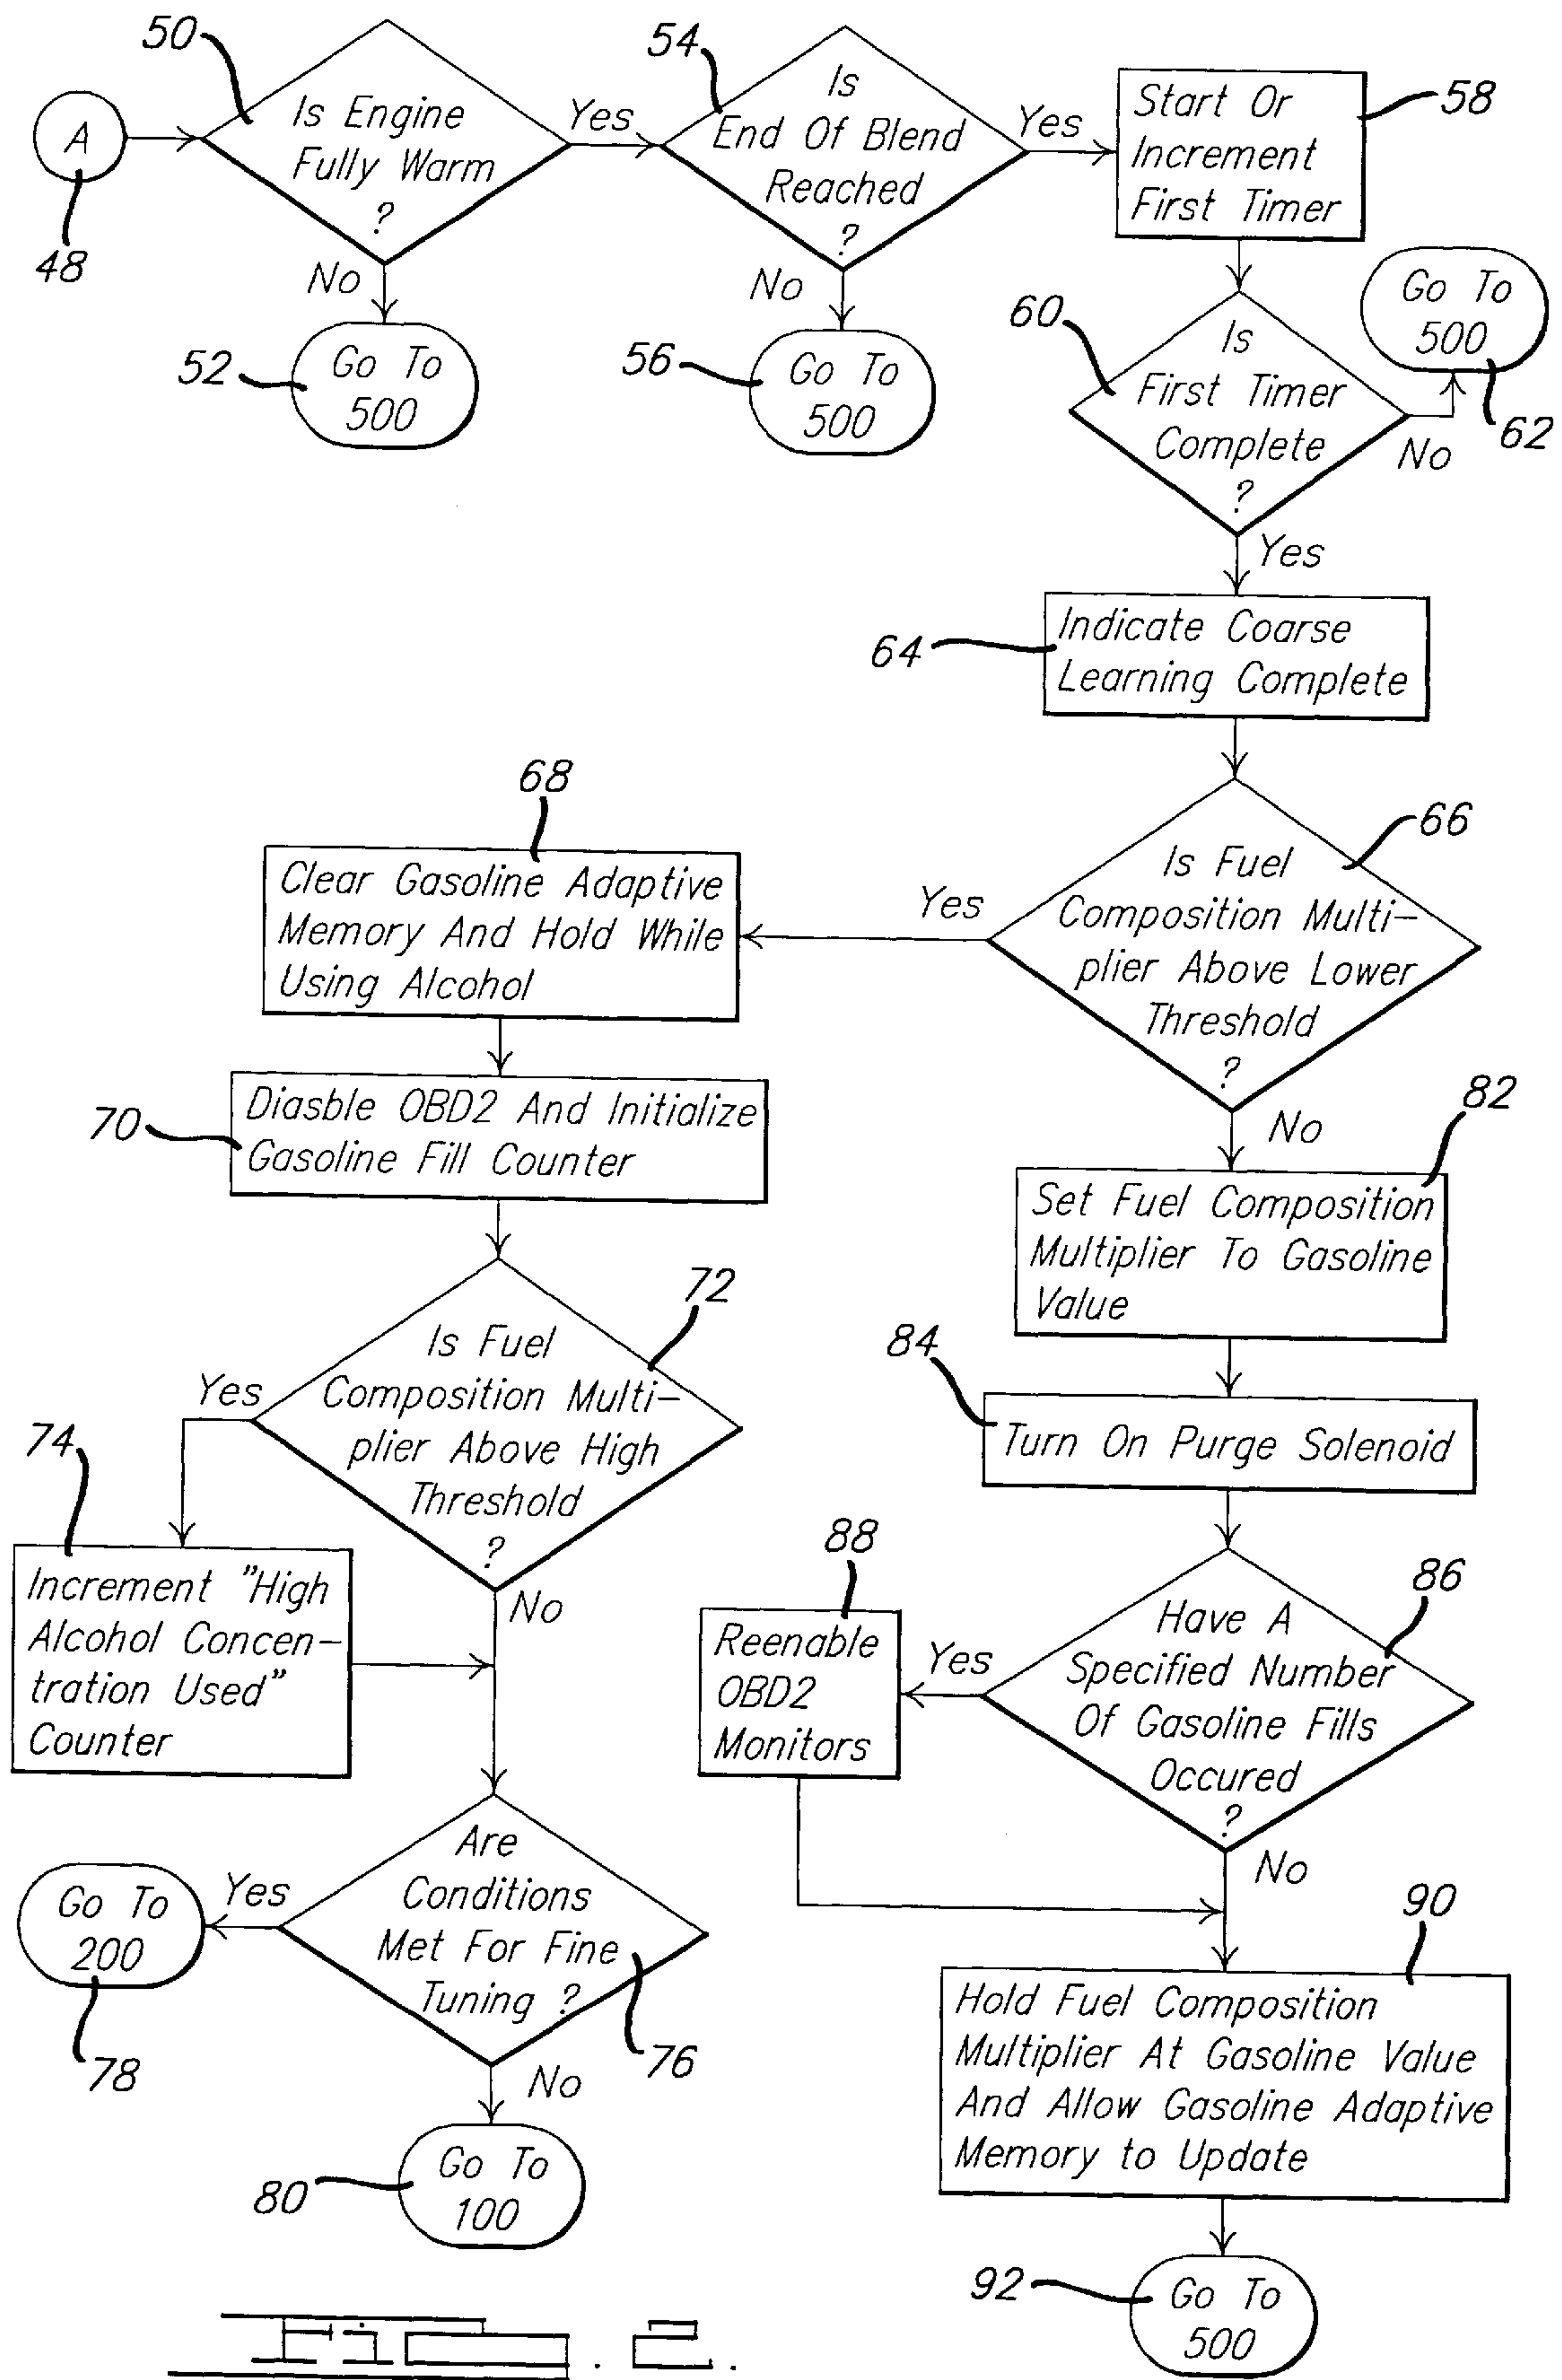 50
54
58
A
48
Is Engine
Fully Warm
?
Yes
No
52
Go To
500
Is
End Of Blend
Reached
?
Yes
No
56
Go To
500
Start Or
Increment
First Timer
60
Is
First Timer
Complete
?
No
Go To
500
62
Yes
64
Indicate Coarse
Learning Complete
66
Is Fuel
Composition Multi-
plier Above Lower
Threshold
?
Yes
No
68
Clear Gasoline Adaptive
Memory And Hold While
Using Alcohol
70
Diasble OBD2 And Initialize
Gasoline Fill Counter
72
Is Fuel
Composition Multi-
plier Above High
Threshold
?
Yes
No
74
Increment "High
Alcohol Concen-
tration Used"
Counter
Are
Conditions
Met For Fine
Tuning ?
76
Yes
Go To
200
78
No
80
Go To
100
82
Set Fuel Composition
Multiplier To Gasoline
Value
84
Turn On Purge Solenoid
86
Have A
Specified Number
Of Gasoline Fills
Occured
?
Yes
88
Reenable
OBD2
Monitors
No
90
Hold Fuel Composition
Multiplier At Gasoline Value
And Allow Gasoline Adaptive
Memory to Update
92
Go To
500
FIG. 2.